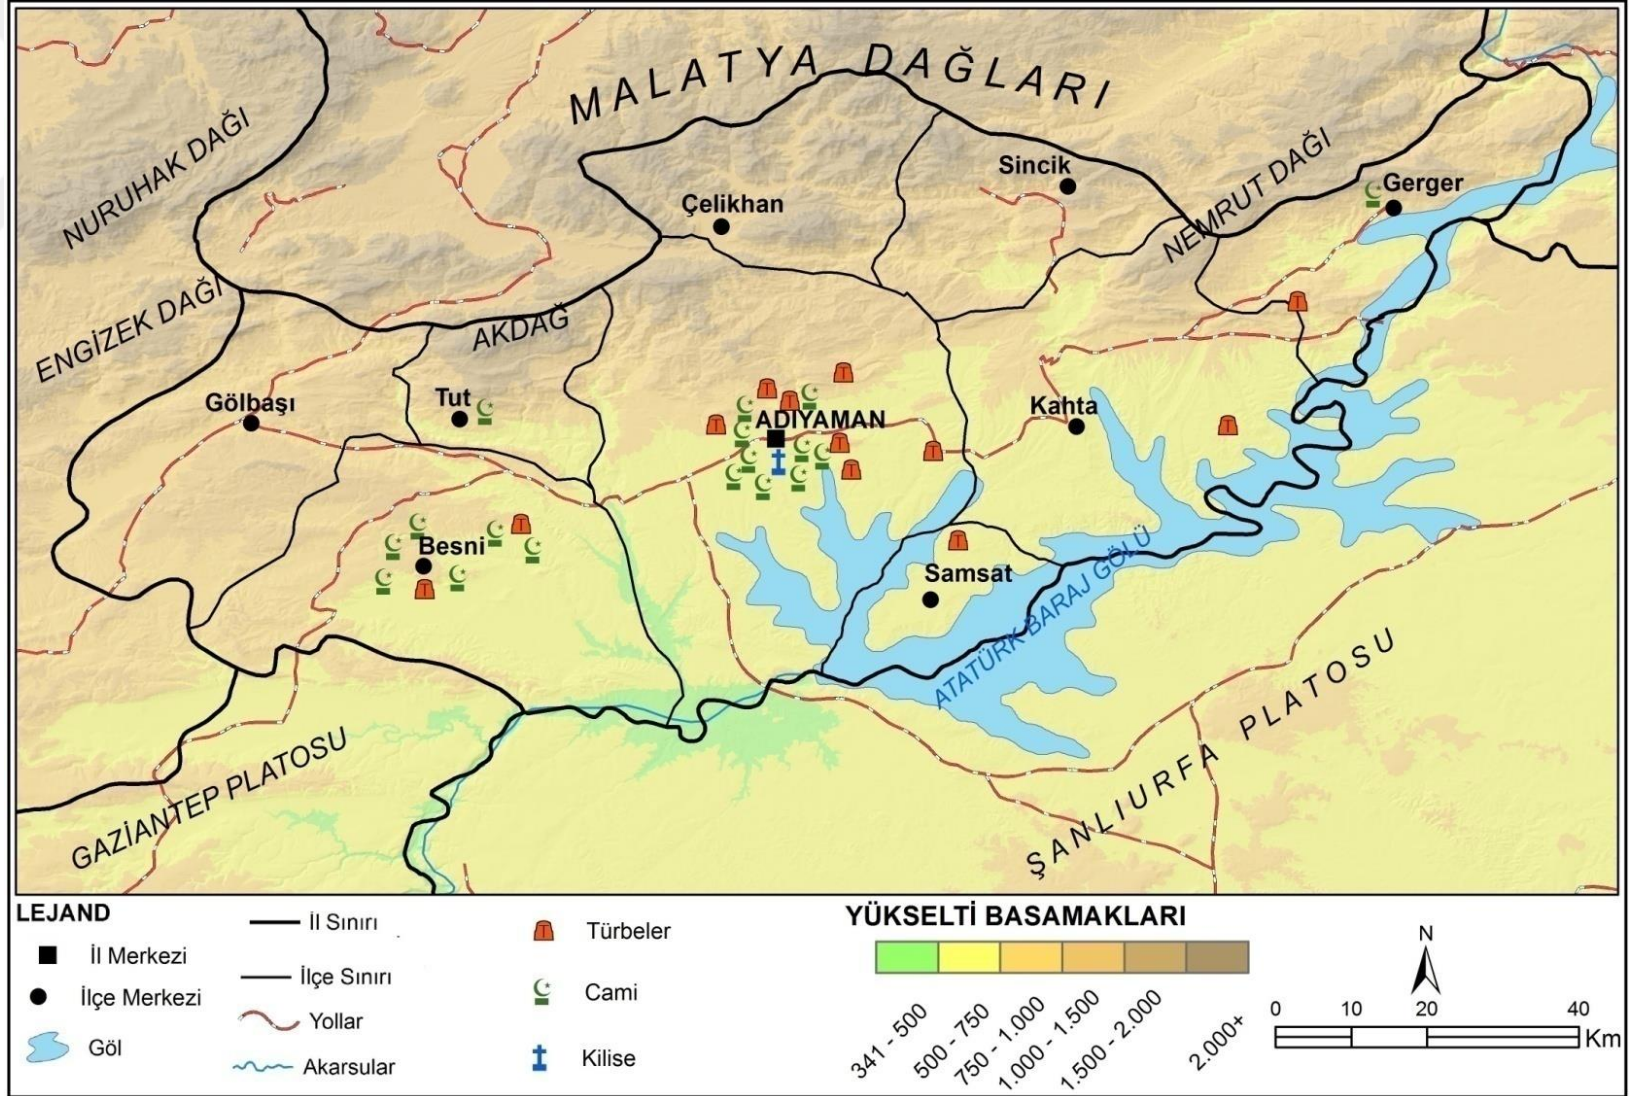 MALATYA DAĞLARI
NURUHAK DAĞI
Sincik
NEMRUT DAĞI
Gerger
Çelikhan
ENGİZEK DAĞI
AKDAĞ
Gölbaşı
Tut
ADIYAMAN
Kahta
Besni
Samsat
ATATÜRK BARAJ GÖLÜ
GAZİANTEP PLATOSU
ŞANLIURFA PLATOSU
LEJAND
İl Merkezi
İlçe Merkezi
Göl
İl Sınırı
İlçe Sınırı
Yollar
Akarsular
Türbeler
Cami
Kilise
YÜKSELTİ BASAMAKLARI
341 - 500
500 - 750
750 - 1.000
1.000 - 1.500
1.500 - 2.000
2.000+
N
0 10 20 40
Km